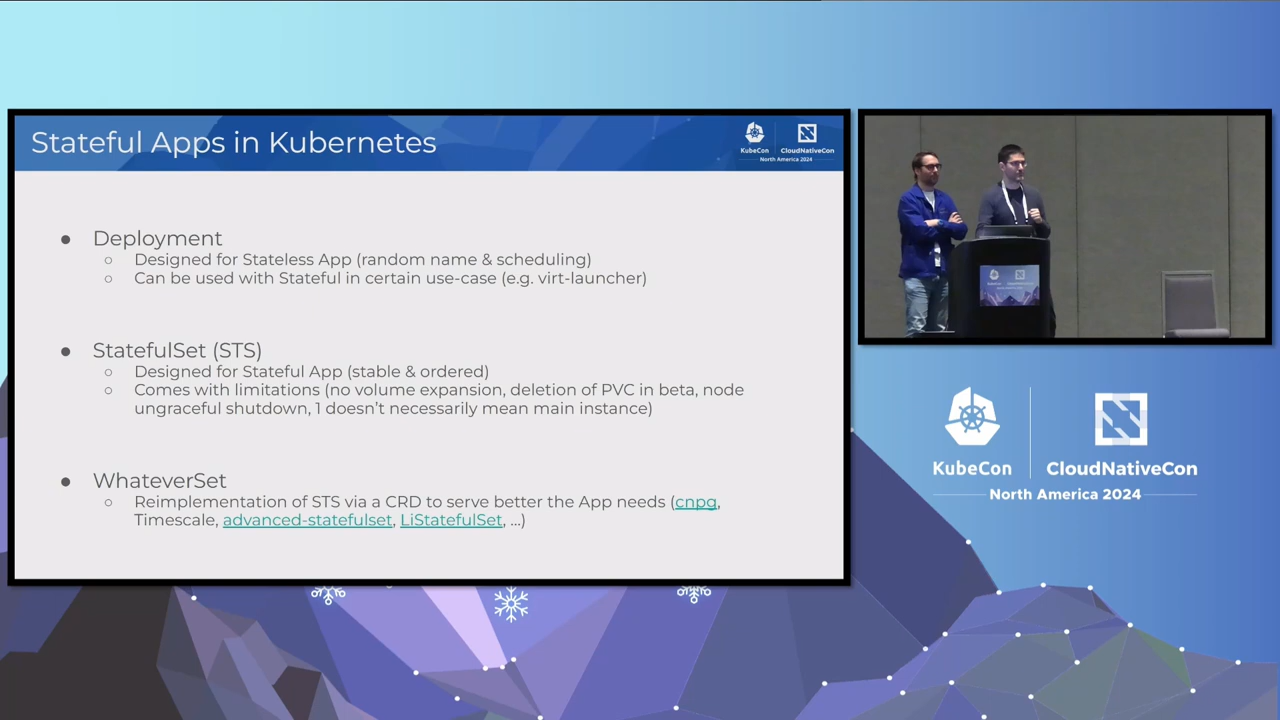 Stateful Apps in Kubernetes
KubeCon
CloudNativeCon
North America 2024
● Deployment
○ Designed for Stateless App (random name & scheduling)
○ Can be used with Stateful in certain use-case (e.g. virt-launcher)
● StatefulSet (STS)
○ Designed for Stateful App (stable & ordered)
○ Comes with limitations (no volume expansion, deletion of PVC in beta, node
ungraceful shutdown, 1 doesn't necessarily mean main instance)
● WhateverSet
○ Reimplementation of STS via a CRD to serve better the App needs (cnpg,
Timescale, advanced-statefulset, LiStatefulSet, ...)
KubeCon
CloudNativeCon
North America 2024